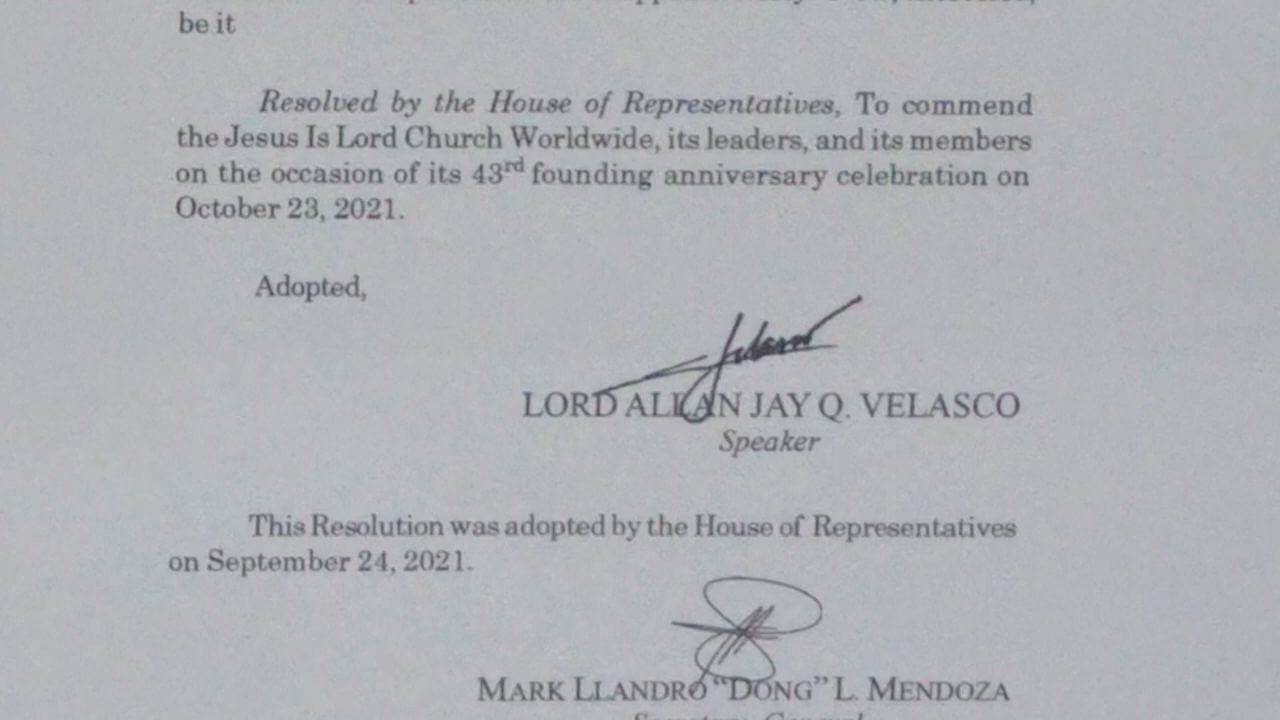 be it
Resolved by the House of Representatives, To commend
the Jesus Is Lord Church Worldwide, its leaders, and its members
on the occasion of its 43rd founding anniversary celebration on
October 23, 2021.
Adopted,
LORD ALLAN JAY Q. VELASCO
Speaker
This Resolution was adopted by the House of Representatives
on September 24, 2021.
MARK LLANDRO "DONG" L. MENDOZA